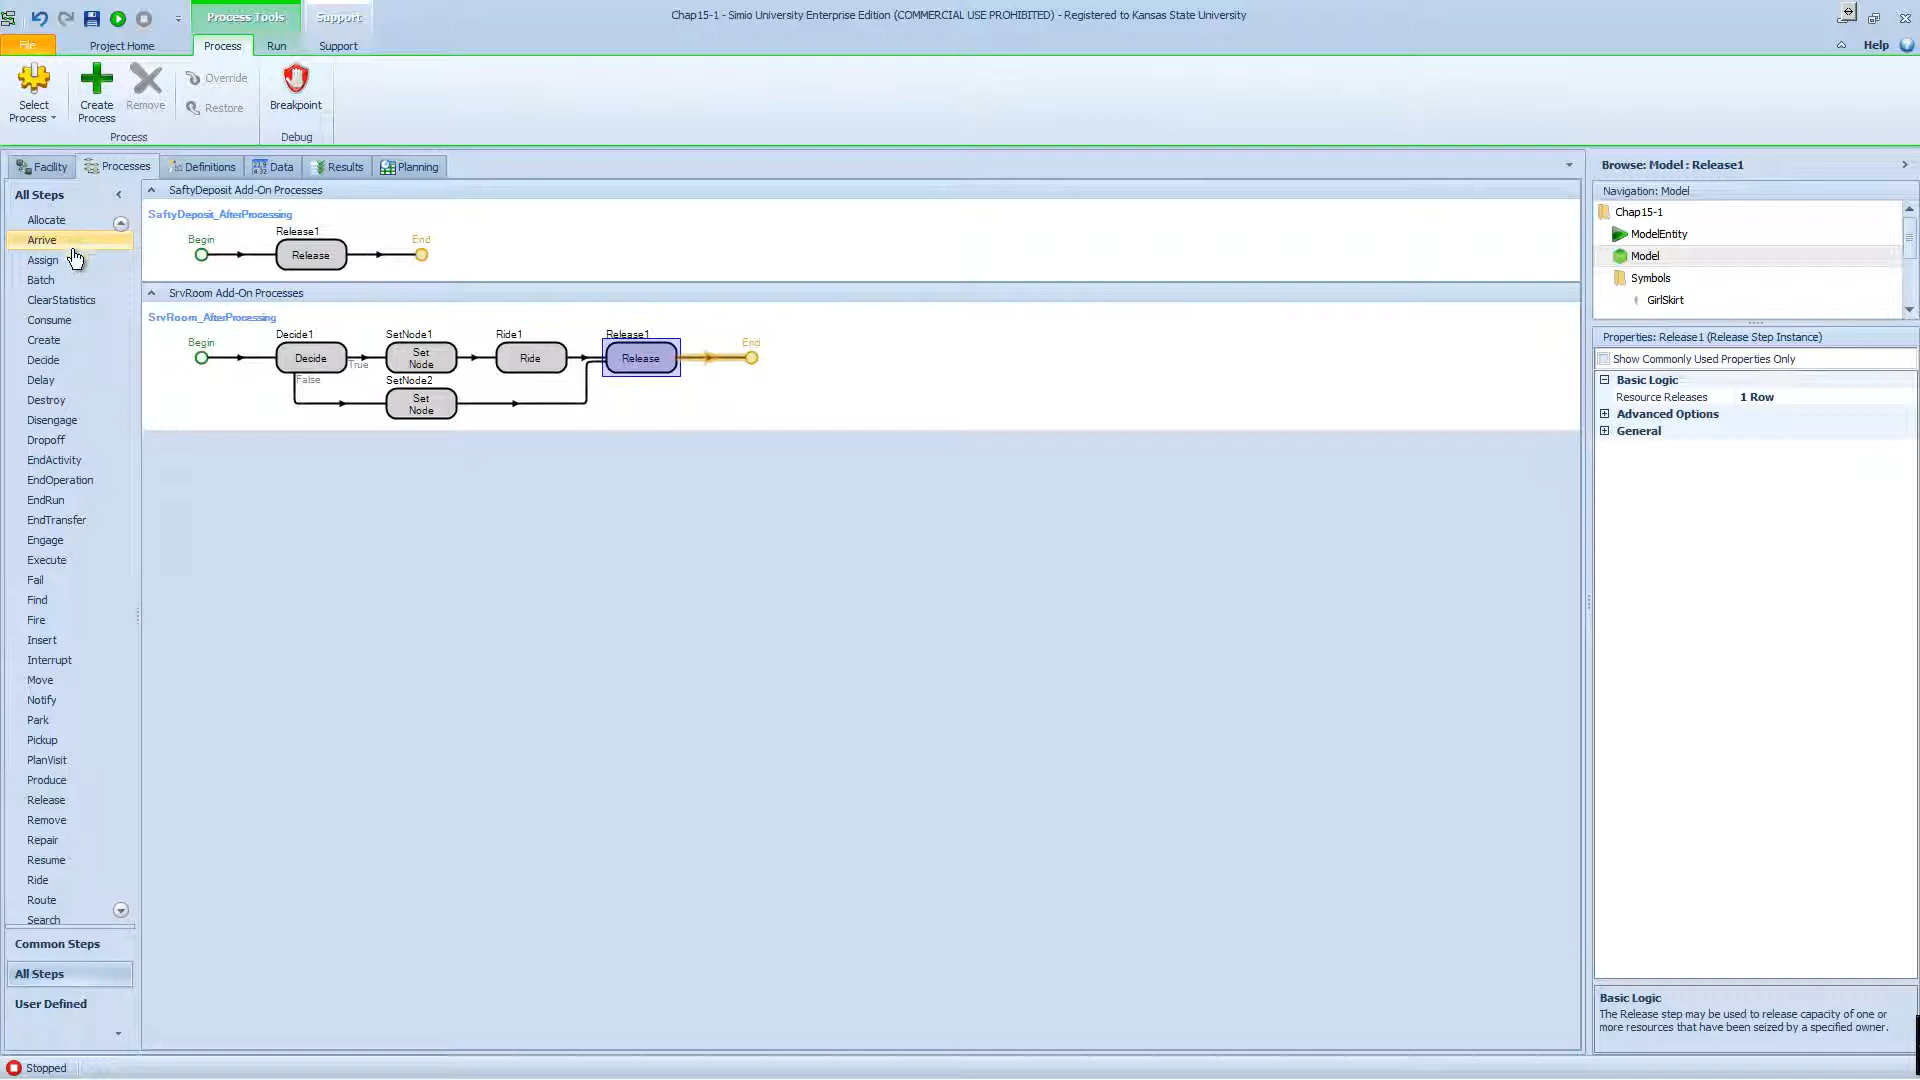 Process Tools
Support
Chap15-1 - Simio University Enterprise Edition (COMMERCIAL USE PROHIBITED) - Registered to Kansas State University
File
Project Home
Process
Run
Support
Help
Select Process
Create Process
Remove
Override
Restore
Breakpoint
Process
Debug
Facility
Processes
Definitions
Data
Results
Planning
All Steps
Allocate
Arrive
Assign
Batch
ClearStatistics
Consume
Create
Decide
Delay
Destroy
Disengage
Dropoff
EndActivity
EndOperation
EndRun
EndTransfer
Engage
Execute
Fail
Find
Fire
Insert
Interrupt
Move
Notify
Park
Pickup
PlanVisit
Produce
Release
Remove
Repair
Resume
Ride
Route
Search
Common Steps
All Steps
User Defined
SaftyDeposit Add-On Processes
SaftyDeposit_AfterProcessing
Begin
Release1
Release
End
SrvRoom Add-On Processes
SrvRoom_AfterProcessing
Begin
Decide1
Decide
True
False
SetNode1
Set Node
SetNode2
Set Node
Ride1
Ride
Release1
Release
End
Browse: Model : Release1
Navigation: Model
Chap15-1
ModelEntity
Model
Symbols
GirlSkirt
Properties: Release1 (Release Step Instance)
Show Commonly Used Properties Only
Basic Logic
Resource Releases 1 Row
Advanced Options
General
Basic Logic
The Release step may be used to release capacity of one or
more resources that have been seized by a specified owner.
Stopped